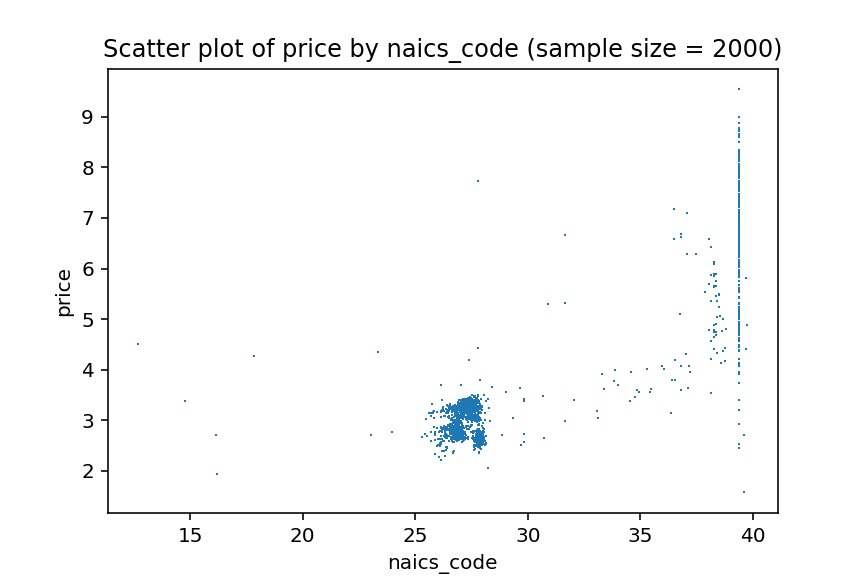 Scatter plot of price by naics_code (sample size = 2000)
9
8
7
6
5
4
3
2
price
15 20 25 30 35 40
naics_code